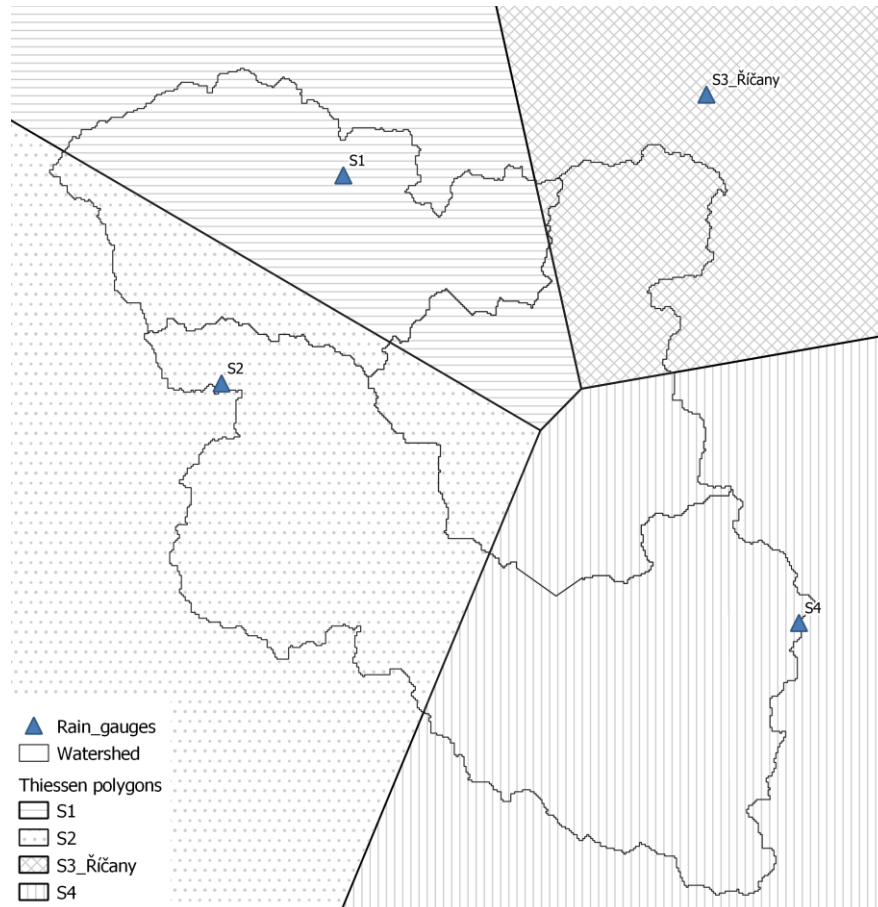 S3_Říčany
S1
S2
S4
Rain_gauges
Watershed
Thiessen polygons
S1
S2
S3_Říčany
S4